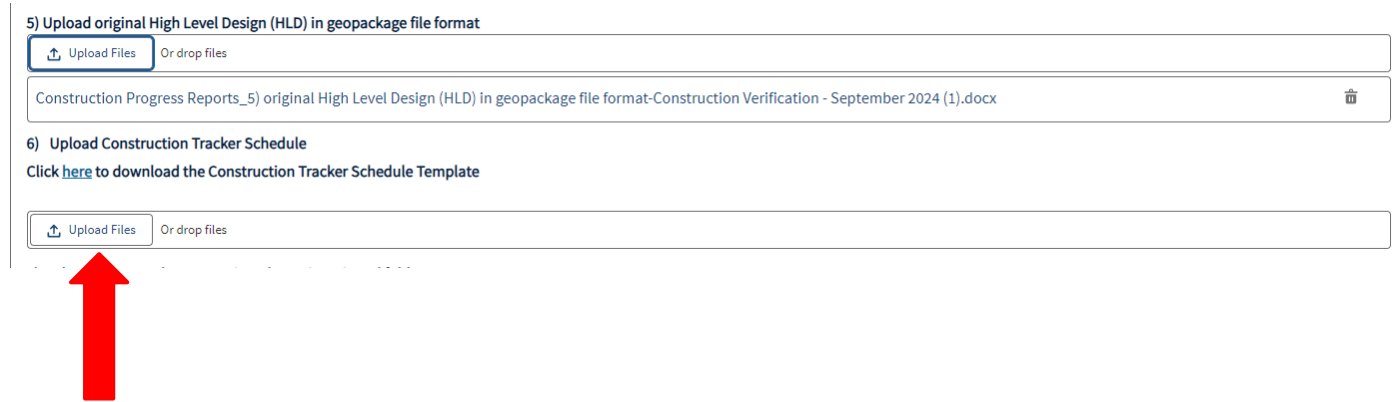 5) Upload original High Level Design (HLD) in geopackage file format
Upload Files Or drop files
Construction Progress Reports_5) original High Level Design (HLD) in geopackage file format-Construction Verification - September 2024 (1).docx
6) Upload Construction Tracker Schedule
Click here to download the Construction Tracker Schedule Template
Upload Files Or drop files